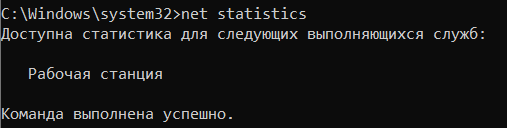 C:\Windows\system32>net statistics
Доступна статистика для следующих выполняющихся служб:
Рабочая станция
Команда выполнена успешно.